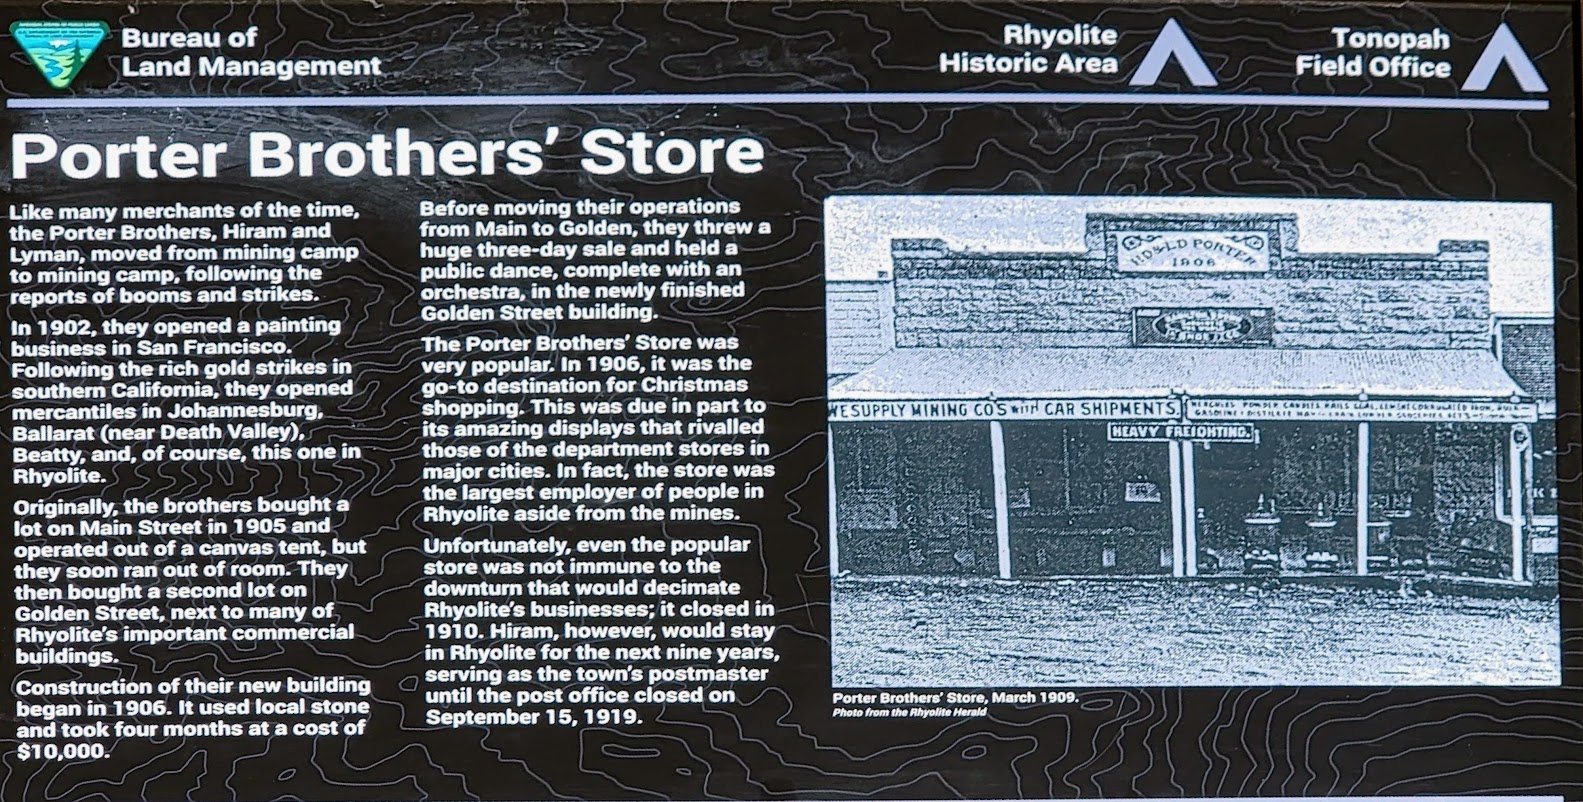 Bureau of
Land Management
Rhyolite
Historic Area
Tonopah
Field Office
Porter Brothers' Store
Like many merchants of the time,
the Porter Brothers, Hiram and
Lyman, moved from mining camp
to mining camp, following the
reports of booms and strikes.
In 1902, they opened a painting
business in San Francisco.
Following the rich gold strikes in
southern California, they opened
mercantiles in Johannesburg,
Ballarat (near Death Valley),
Beatty, and, of course, this one in
Rhyolite.
Originally, the brothers bought a
lot on Main Street in 1905 and
operated out of a canvas tent, but
they soon ran out of room. They
then bought a second lot on
Golden Street, next to many of
Rhyolite's important commercial
buildings.
Construction of their new building
began in 1906. It used local stone
and took four months at a cost of
$10,000.
Before moving their operations
from Main to Golden, they threw a
huge three-day sale and held a
public dance, complete with an
orchestra, in the newly finished
Golden Street building.
The Porter Brothers' Store was
very popular. In 1906, it was the
go-to destination for Christmas
shopping. This was due in part to
its amazing displays that rivalled
those of the department stores in
major cities. In fact, the store was
the largest employer of people in
Rhyolite aside from the mines.
Unfortunately, even the popular
store was not immune to the
downturn that would decimate
Rhyolite's businesses; it closed in
1910. Hiram, however, would stay
in Rhyolite for the next nine years,
serving as the town's postmaster
until the post office closed on
September 15, 1919.
H.D & L.D PORTER
1906
WE SUPPLY MINING CO'S WITH CAR SHIPMENTS.
HERCULES POWDER, CANDLES, RAILS, COAL, CEMENT, CORRUGATED IRON,
GASOLINE, DISTILLATE, HAY
HEAVY FREIGHTING.
Porter Brothers' Store, March 1909.
Photo from the Rhyolite Herald